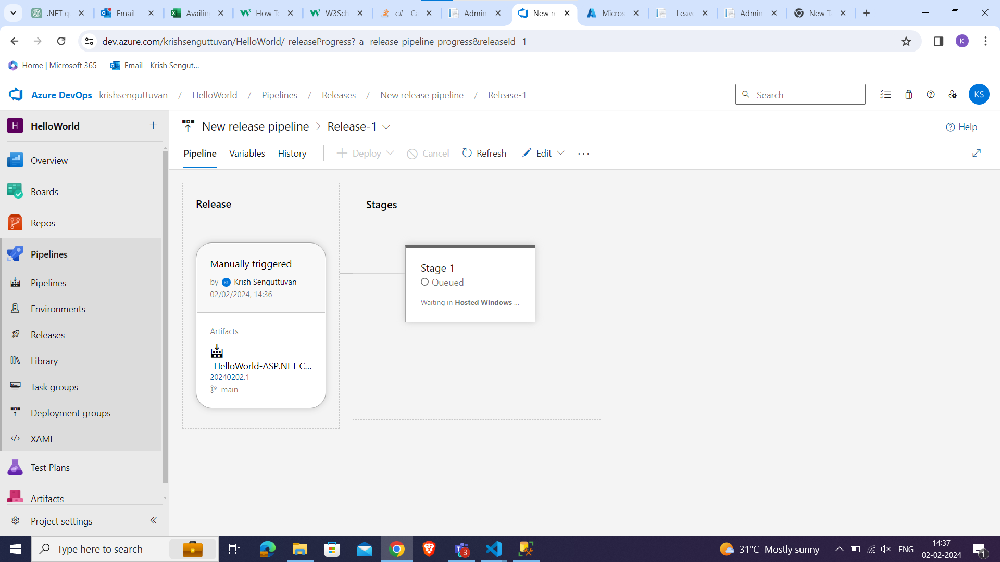 .NET qu
Email -
Availin
How To
W3Sch
c# - Ca
Admin
New re
Micros
- Leave
Admin
New Ta
dev.azure.com/krishsenguttuvan/HelloWorld/_releaseProgress?_a=release-pipeline-progress&releaseId=1
K
Home | Microsoft 365
Email - Krish Sengut...
Azure DevOps krishsenguttuvan / HelloWorld / Pipelines / Releases / New release pipeline / Release-1
Search
KS
H HelloWorld
Overview
Boards
Repos
Pipelines
Pipelines
Environments
Releases
Library
Task groups
Deployment groups
XAML
Test Plans
Artifacts
Project settings
New release pipeline > Release-1
Help
Pipeline Variables History Deploy Cancel Refresh Edit ...
Release
Manually triggered
by KS Krish Senguttuvan
02/02/2024, 14:36
Artifacts
_HelloWorld-ASP.NET C...
20240202.1
main
Stages
Stage 1
Queued
Waiting in Hosted Windows ...
Type here to search
3
31°C Mostly sunny
ENG
14:37
02-02-2024
1